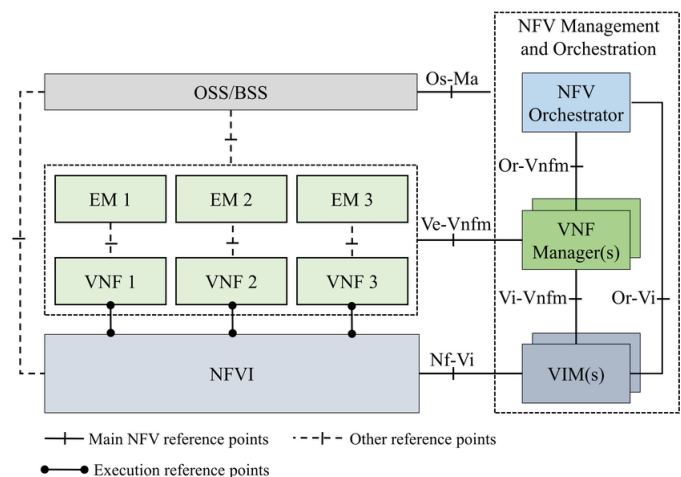 NFV Management
and Orchestration
Os-Ma
OSS/BSS
NFV
Orchestrator
Or-Vnfm
EM 1
EM 2
EM 3
Ve-Vnfm
VNF
Manager(s)
VNF 1
VNF 2
VNF 3
Vi-Vnfm
Or-Vi
NFVI
Nf-Vi
VIM(s)
Main NFV reference points
Other reference points
Execution reference points